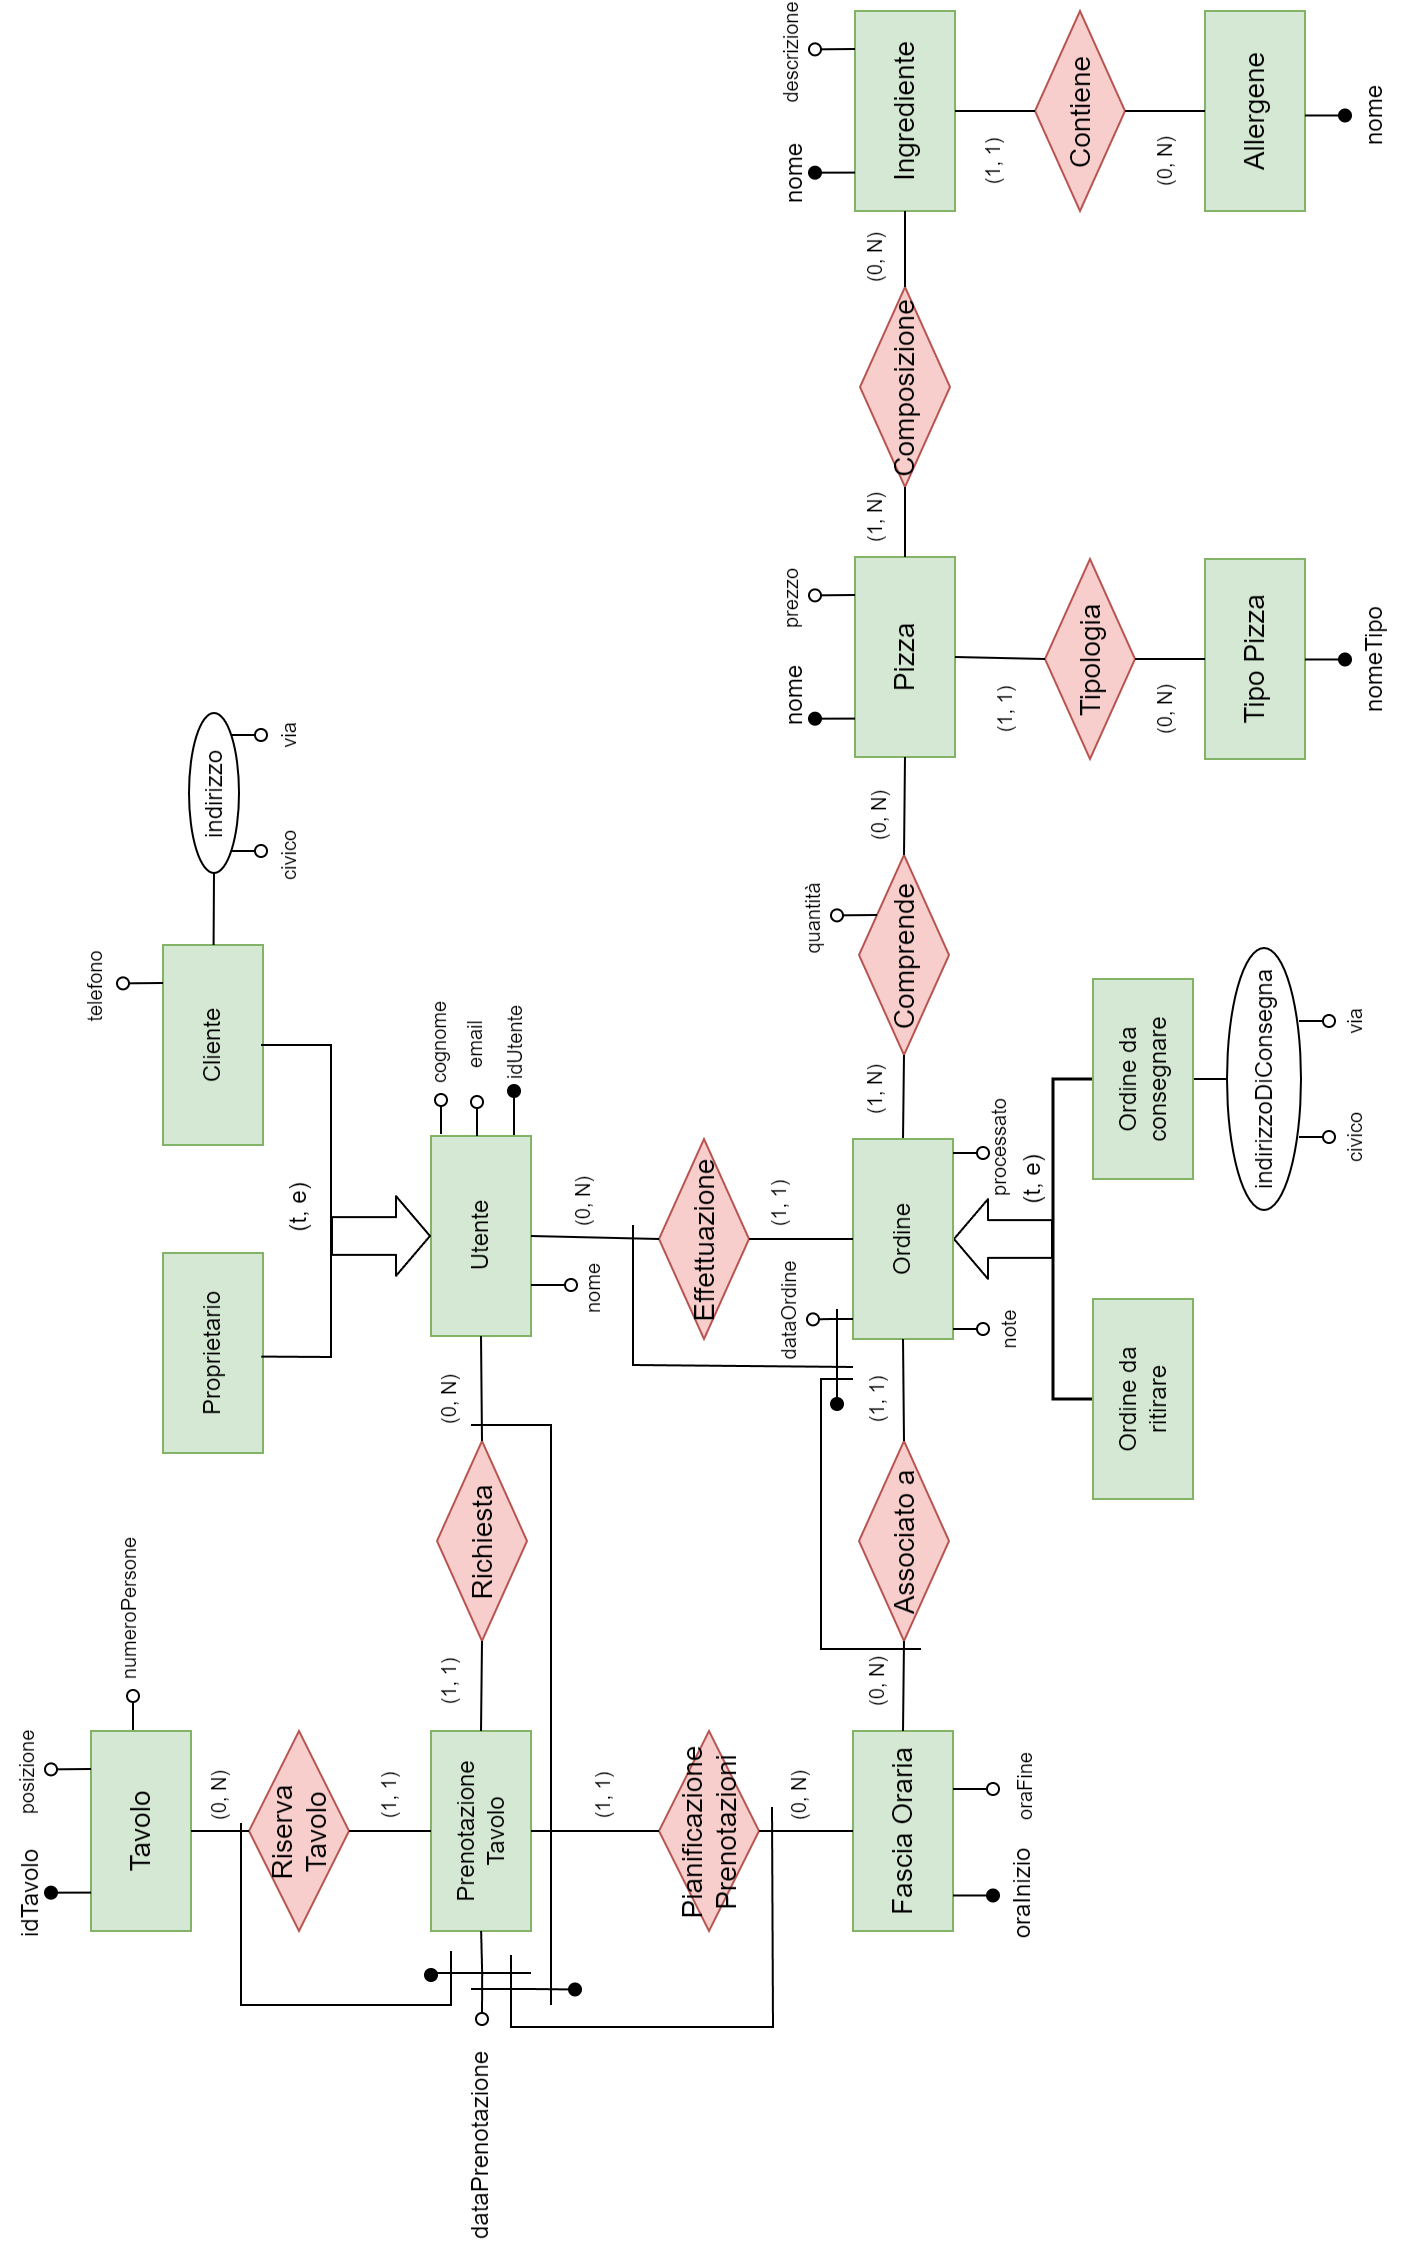 idTavolo
posizione
numeroPersone
Tavolo
(0, N)
Riserva
Tavolo
(1, 1)
Prenotazione
Tavolo
dataPrenotazione
(1, 1)
Richiesta
(0, N)
(1, 1)
Pianificazione
Prenotazioni
(0, N)
Fascia Oraria
oraInizio
oraFine
Proprietario
Cliente
telefono
indirizzo
civico
via
(t, e)
Utente
cognome
email
idUtente
nome
(0, N)
Effettuazione
(1, 1)
Ordine
dataOrdine
note
processato
(1, 1)
Associato a
(0, N)
(t, e)
Ordine da
ritirare
Ordine da
consegnare
indirizzoDiConsegna
civico
via
(1, N)
Comprende
quantità
(0, N)
Pizza
nome
prezzo
(1, 1)
Tipologia
(0, N)
Tipo Pizza
nomeTipo
(1, N)
Composizione
(0, N)
Ingrediente
nome
descrizione
(1, 1)
Contiene
(0, N)
Allergene
nome